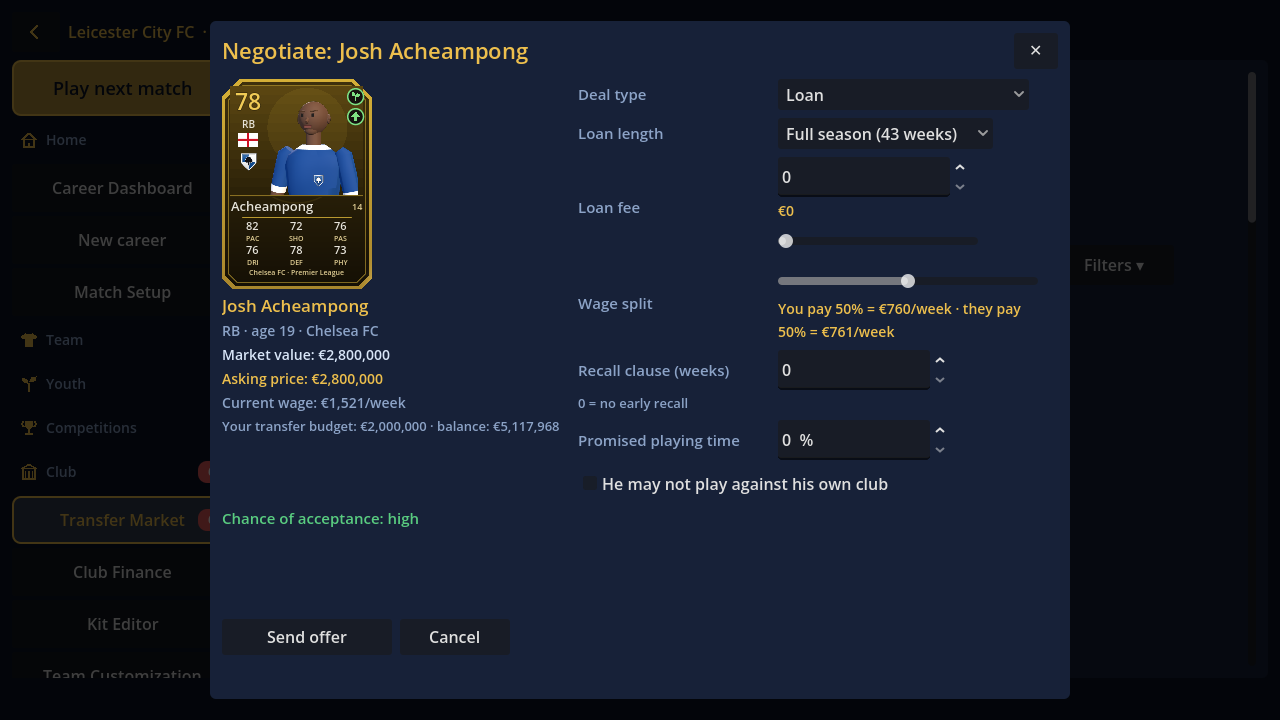 Leicester City FC ·
Play next match
Home
Career Dashboard
New career
Match Setup
Team
Youth
Competitions
Club
Transfer Market
Club Finance
Kit Editor
Team Customization
Filters ▾
Negotiate: Josh Acheampong
×
78
RB
Acheampong 14
82 72 76
PAC SHO PAS
76 78 73
DRI DEF PHY
Chelsea FC · Premier League
Josh Acheampong
RB · age 19 · Chelsea FC
Market value: €2,800,000
Asking price: €2,800,000
Current wage: €1,521/week
Your transfer budget: €2,000,000 · balance: €5,117,968
Chance of acceptance: high
Deal type Loan
Loan length Full season (43 weeks)
0
Loan fee €0
Wage split
You pay 50% = €760/week · they pay
50% = €761/week
Recall clause (weeks) 0
0 = no early recall
Promised playing time 0 %
He may not play against his own club
Send offer Cancel